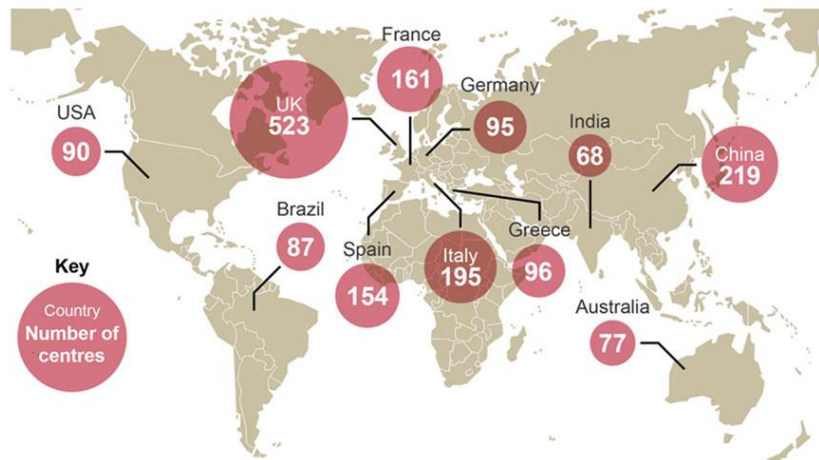 France
161
UK
523
Germany
95
USA
90
India
68
China
219
Brazil
87
Spain
154
Italy
195
Greece
96
Key
Country
Number of
centres
Australia
77